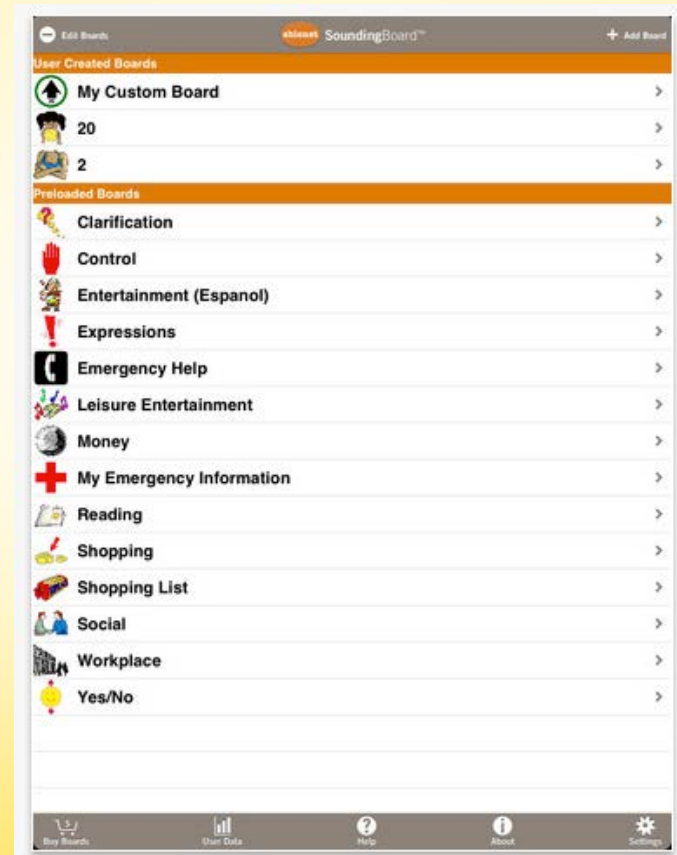 Edit Boards
ablenet SoundingBoard™
+ Add Board
User Created Boards
My Custom Board
20
2
Preloaded Boards
Clarification
Control
Entertainment (Espanol)
Expressions
Emergency Help
Leisure Entertainment
Money
My Emergency Information
Reading
Shopping
Shopping List
Social
Workplace
Yes/No
Buy Boards
User Data
Help
About
Settings